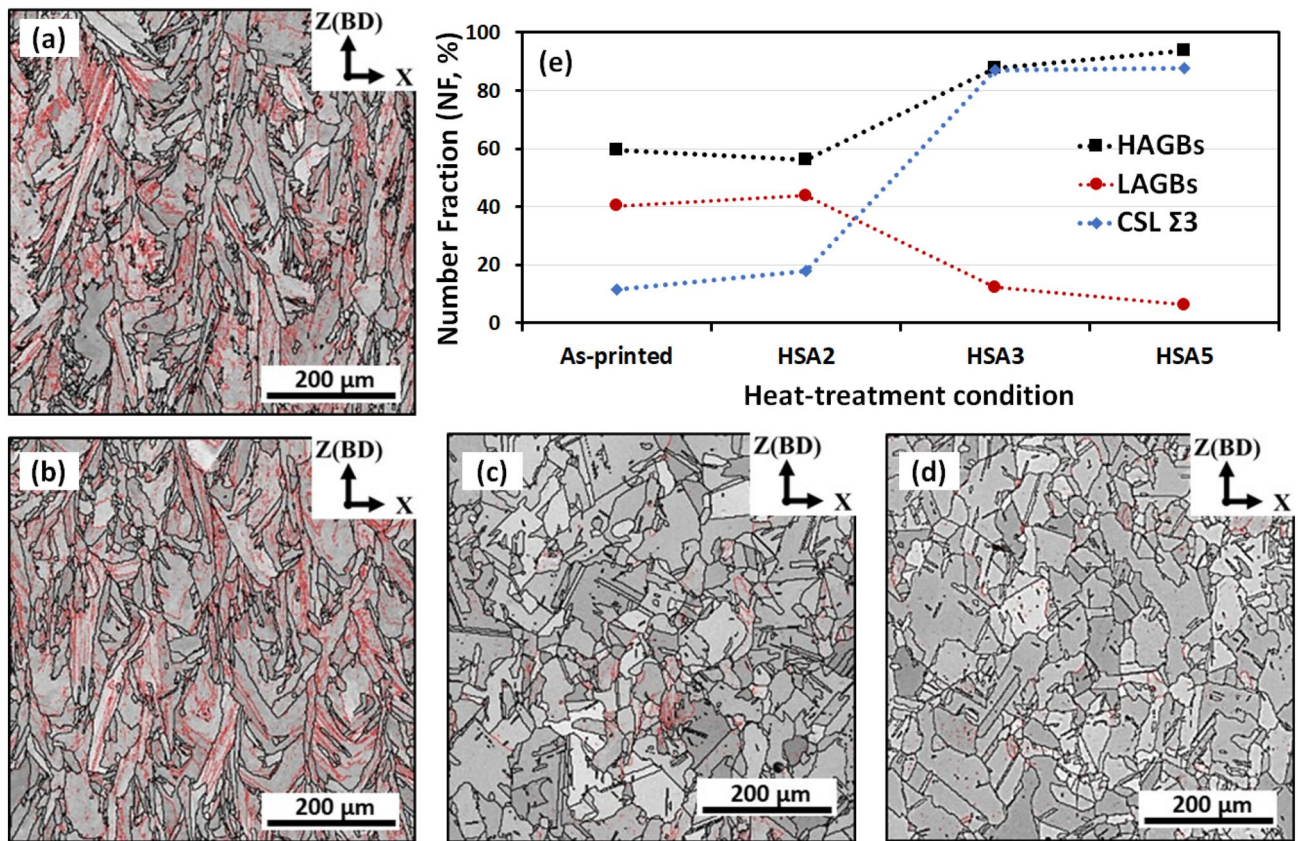 (a)
Z(BD)
X
200 µm
(e)
Number Fraction (NF, %)
100
80
60
40
20
0
HAGBs
LAGBs
CSL Σ3
As-printed HSA2 HSA3 HSA5
Heat-treatment condition
(b)
Z(BD)
X
200 µm
(c)
Z(BD)
X
200 µm
(d)
Z(BD)
X
200 µm